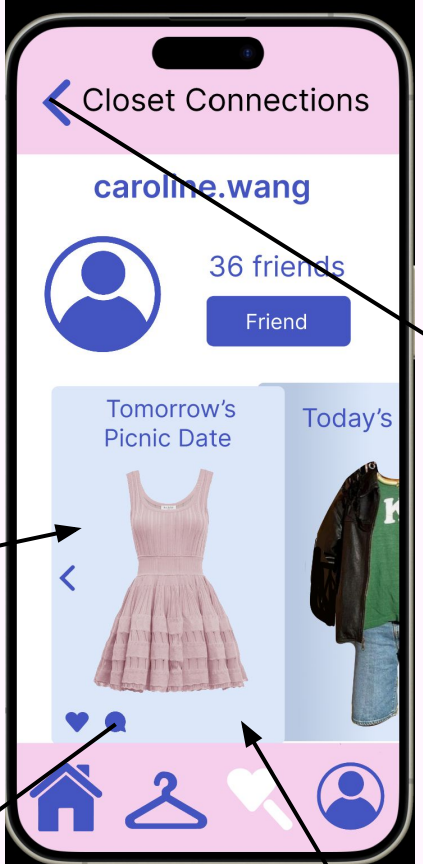 Closet Connections
caroline.wang
36 friends
Friend
Tomorrow's
Picnic Date
Today's
K